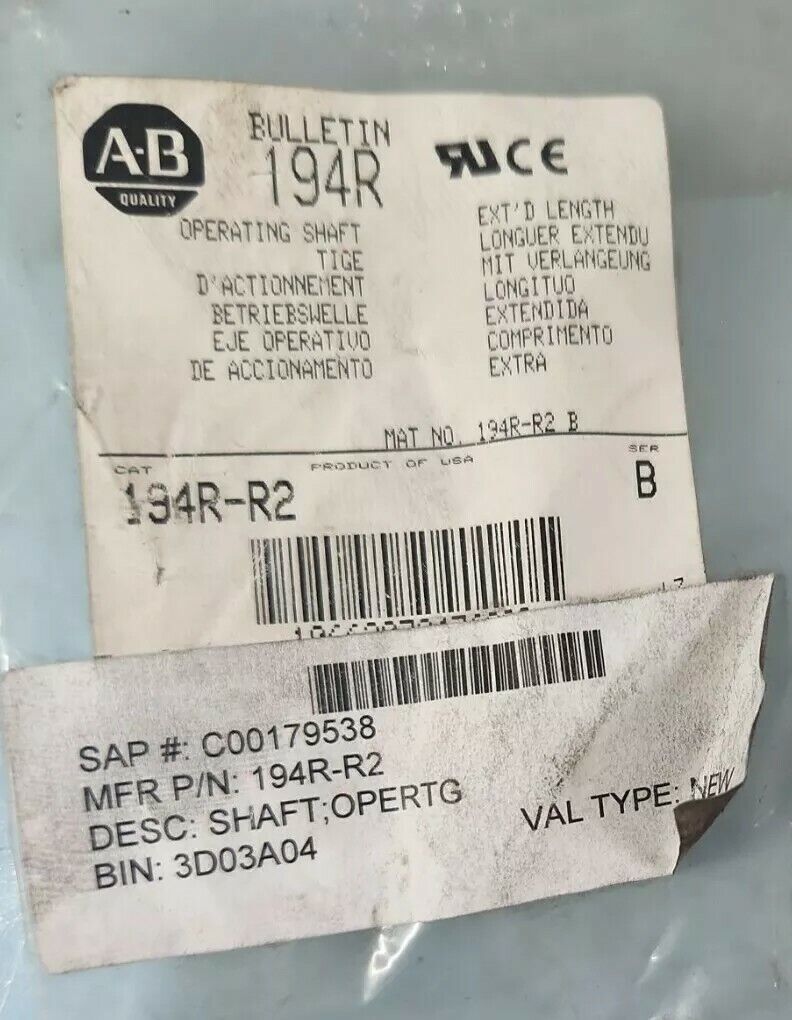 A-B
QUALITY
BULLETIN
194R
CE
OPERATING SHAFT
TIGE
D'ACTIONNEMENT
BETRIEBSWELLE
EJE OPERATIVO
DE ACCIONAMENTO
EXT'D LENGTH
LONGUER EXTENDU
MIT VERLANGEUNG
LONGITUO
EXTENDIDA
COMPRIMENTO
EXTRA
MAT NO. 194R-R2 B
CAT
PRODUCT OF USA
SER
194R-R2
B
SAP #: C00179538
MFR P/N: 194R-R2
DESC: SHAFT;OPERTG
BIN: 3D03A04
VAL TYPE: NEW